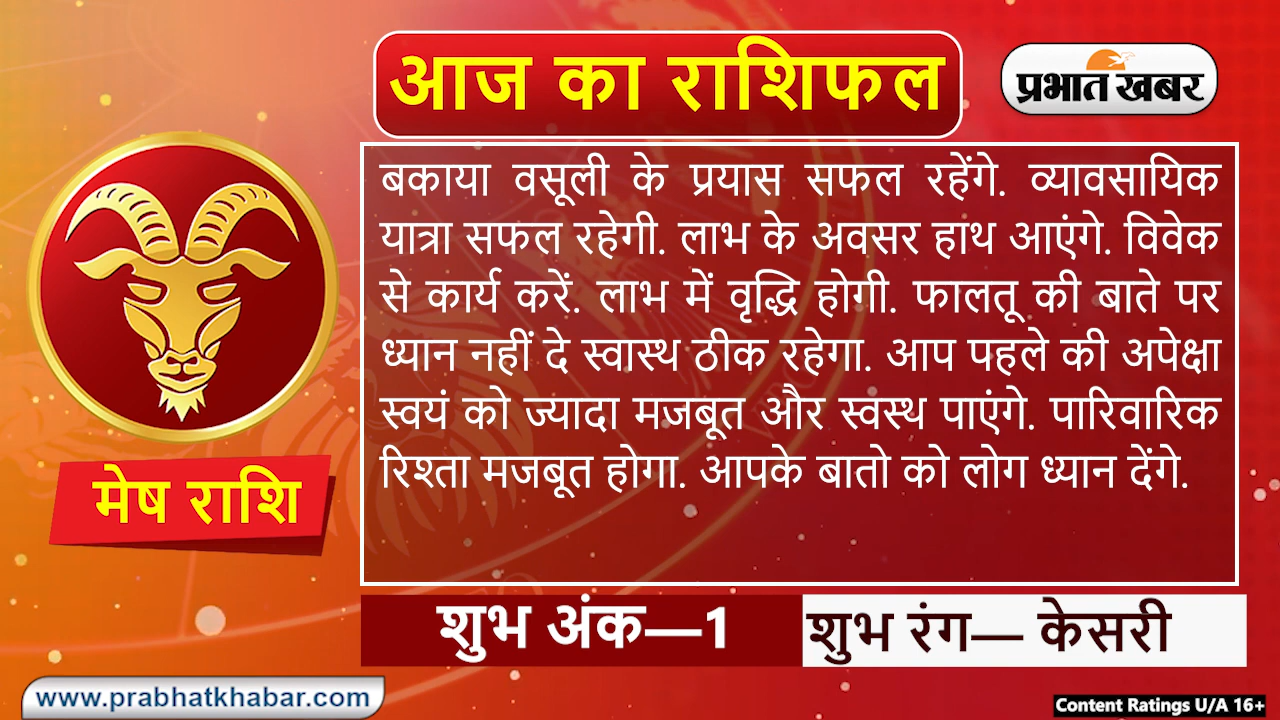 आज का राशिफल
प्रभात खबर
बकाया वसूली के प्रयास सफल रहेंगे. व्यावसायिक
यात्रा सफल रहेगी. लाभ के अवसर हाथ आएंगे. विवेक
से कार्य करें. लाभ में वृद्धि होगी. फालतू की बाते पर
ध्यान नहीं दे स्वास्थ ठीक रहेगा. आप पहले की अपेक्षा
स्वयं को ज्यादा मजबूत और स्वस्थ पाएंगे. पारिवारिक
रिश्ता मजबूत होगा. आपके बातो को लोग ध्यान देंगे.
मेष राशि
शुभ अंक—1
शुभ रंग— केसरी
www.prabhatkhabar.com
Content Ratings U/A 16+